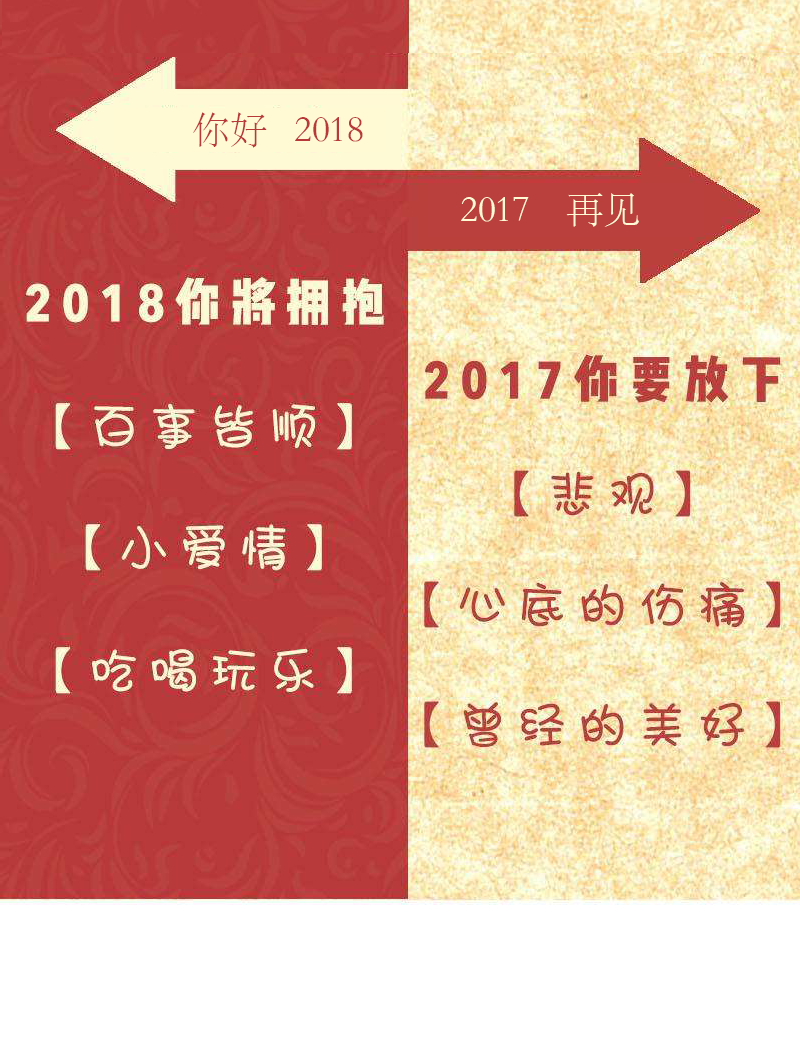 你好 2018
2018你將拥抱
【百事皆顺】
【小爱情】
【吃喝玩乐】
2017 再见
2017你要放下
【悲观】
【心底的伤痛】
【曾经的美好】